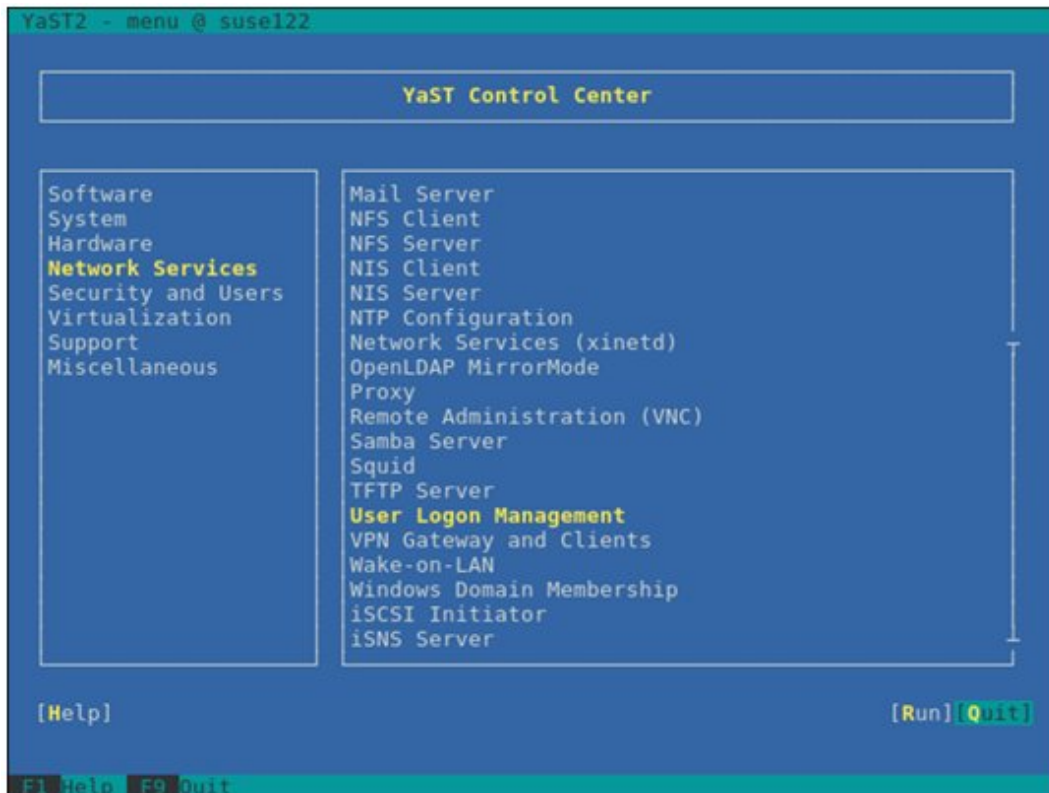 YaST2 - menu @ suse122
YaST Control Center
Software
System
Hardware
Network Services
Security and Users
Virtualization
Support
Miscellaneous
Mail Server
NFS Client
NFS Server
NIS Client
NIS Server
NTP Configuration
Network Services (xinetd)
OpenLDAP MirrorMode
Proxy
Remote Administration (VNC)
Samba Server
Squid
TFTP Server
User Logon Management
VPN Gateway and Clients
Wake-on-LAN
Windows Domain Membership
iSCSI Initiator
iSNS Server
[Help] [Run][Quit]
F1 Help F9 Quit